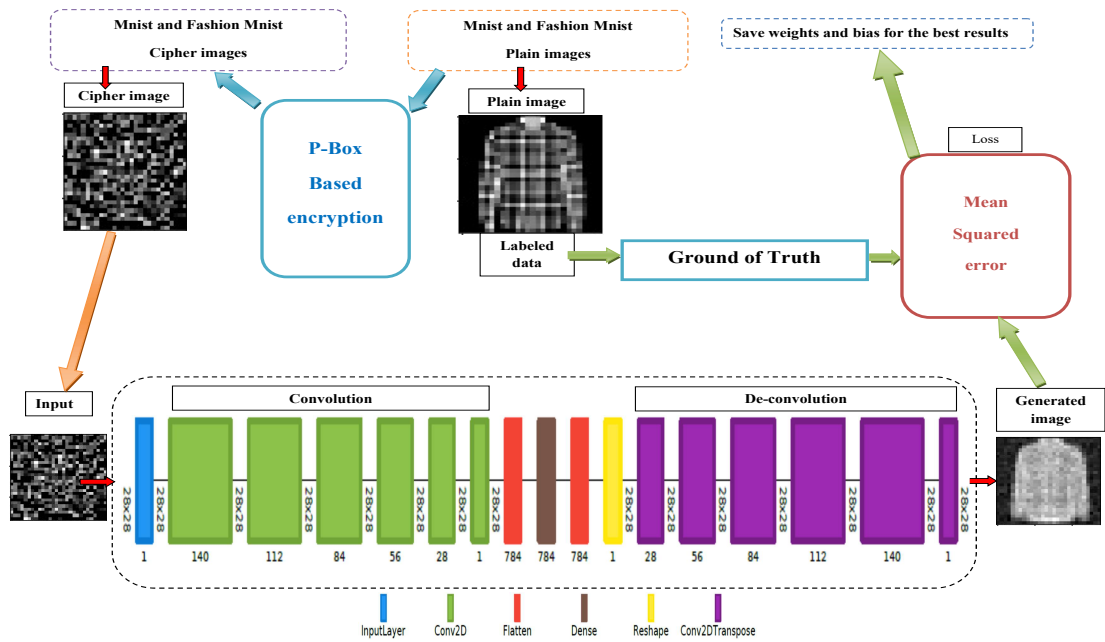 Mnist and Fashion Mnist
Cipher images
Mnist and Fashion Mnist
Plain images
Save weights and bias for the best results
Cipher image
Plain image
P-Box
Based
encryption
Loss
Mean
Squared
error
Labeled
data
Ground of Truth
Input
Convolution
De-convolution
Generated
image
28x28
28x28
28x28
28x28
28x28
28x28
28x28
28x28
28x28
28x28
28x28
28x28
28x28
28x28
1
140
112
84
56
28
1
784
784
784
1
28
56
84
112
140
1
InputLayer
Conv2D
Flatten
Dense
Reshape
Conv2DTranspose